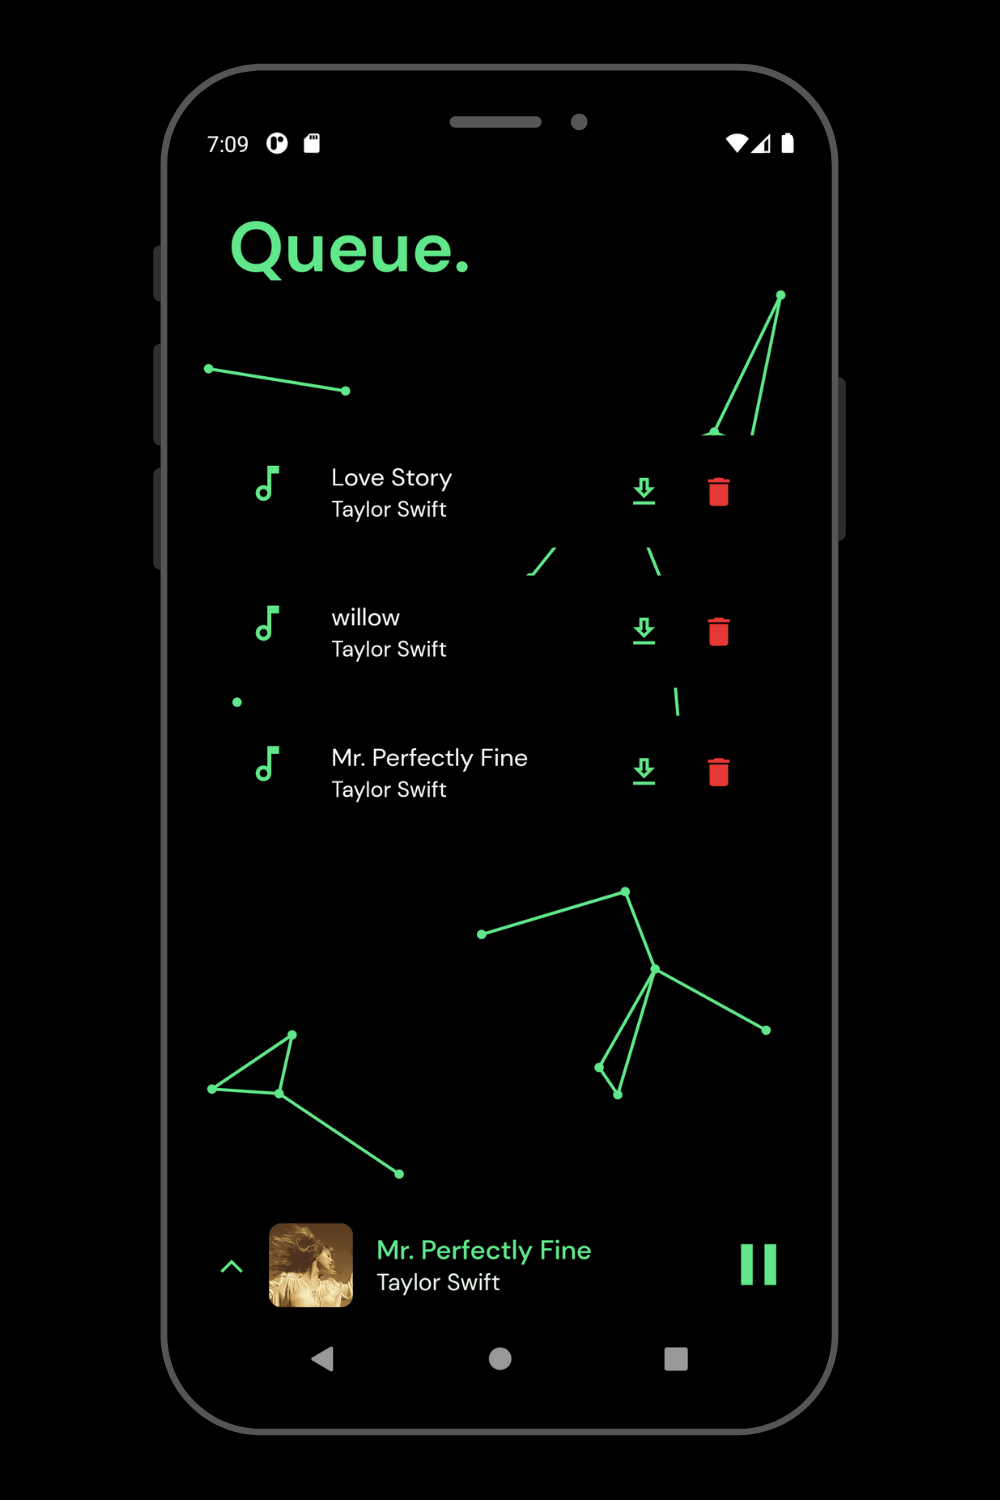 7:09
Queue.
Love Story
Taylor Swift
willow
Taylor Swift
Mr. Perfectly Fine
Taylor Swift
Mr. Perfectly Fine
Taylor Swift